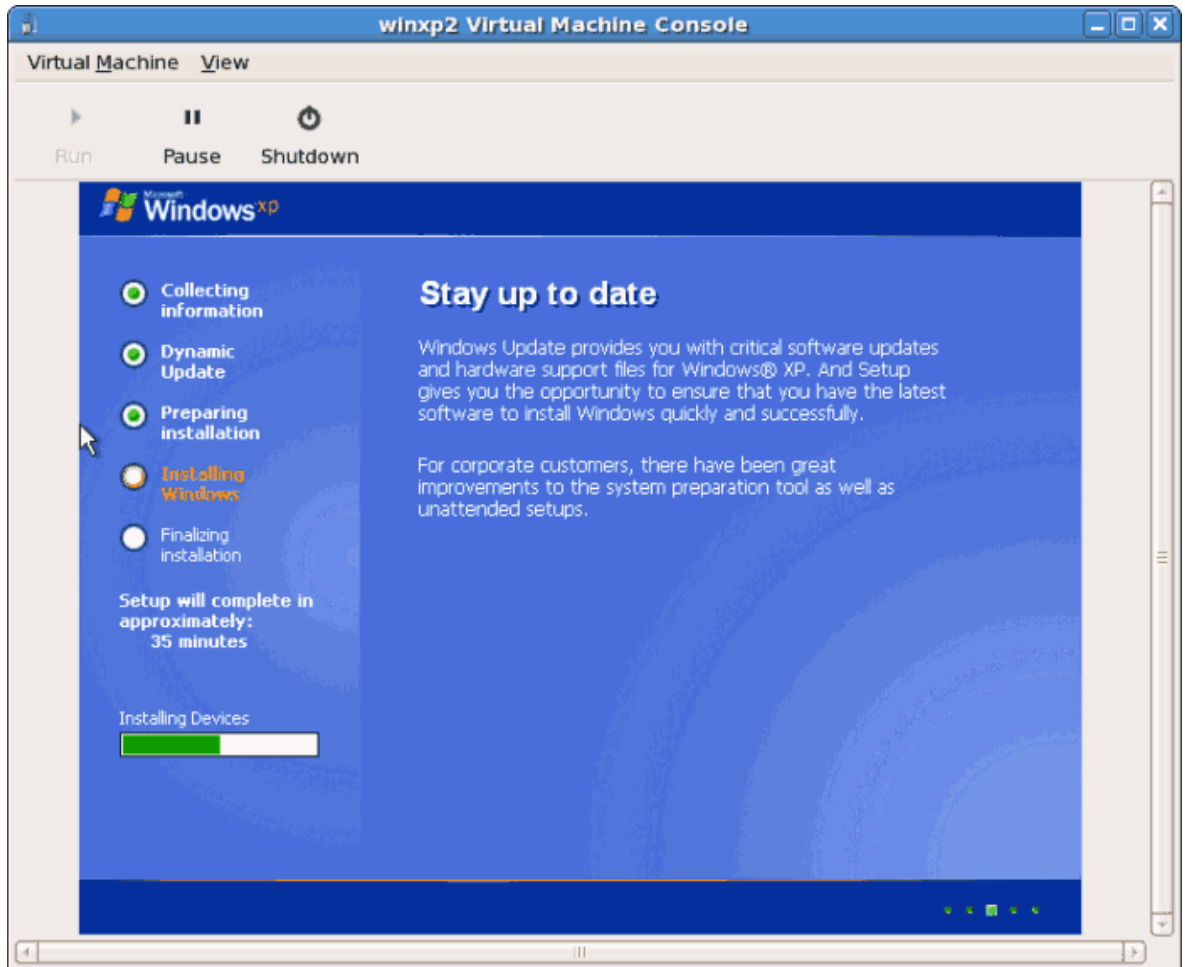 winxp2 Virtual Machine Console
Virtual Machine View
Run Pause Shutdown
Microsoft
Windows xp
Collecting
information
Dynamic
Update
Preparing
installation
Installing
Windows
Finalizing
installation
Setup will complete in
approximately:
35 minutes
Installing Devices
Stay up to date
Windows Update provides you with critical software updates
and hardware support files for Windows® XP. And Setup
gives you the opportunity to ensure that you have the latest
software to install Windows quickly and successfully.
For corporate customers, there have been great
improvements to the system preparation tool as well as
unattended setups.